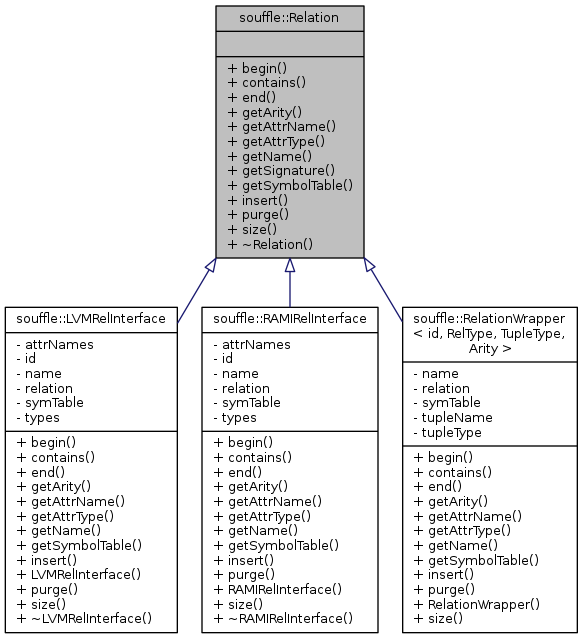 souffle::Relation
+ begin()
+ contains()
+ end()
+ getArity()
+ getAttrName()
+ getAttrType()
+ getName()
+ getSignature()
+ getSymbolTable()
+ insert()
+ purge()
+ size()
+ ~Relation()
souffle::LVMRelInterface
- attrNames
- id
- name
- relation
- symTable
- types
+ begin()
+ contains()
+ end()
+ getArity()
+ getAttrName()
+ getAttrType()
+ getName()
+ getSymbolTable()
+ insert()
+ LVMRelInterface()
+ purge()
+ size()
+ ~LVMRelInterface()
souffle::RAMIRelInterface
- attrNames
- id
- name
- relation
- symTable
- types
+ begin()
+ contains()
+ end()
+ getArity()
+ getAttrName()
+ getAttrType()
+ getName()
+ getSymbolTable()
+ insert()
+ purge()
+ RAMIRelInterface()
+ size()
+ ~RAMIRelInterface()
souffle::RelationWrapper
< id, RelType, TupleType,
Arity >
- name
- relation
- symTable
- tupleName
- tupleType
+ begin()
+ contains()
+ end()
+ getArity()
+ getAttrName()
+ getAttrType()
+ getName()
+ getSymbolTable()
+ insert()
+ purge()
+ RelationWrapper()
+ size()